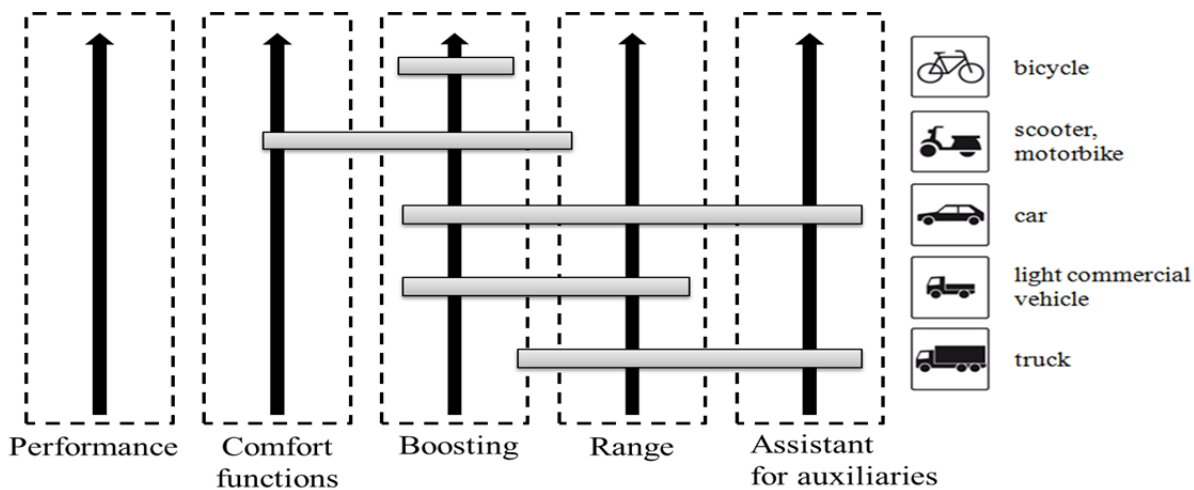 bicycle
scooter,
motorbike
car
light commercial
vehicle
truck
Performance
Comfort
functions
Boosting
Range
Assistant
for auxiliaries